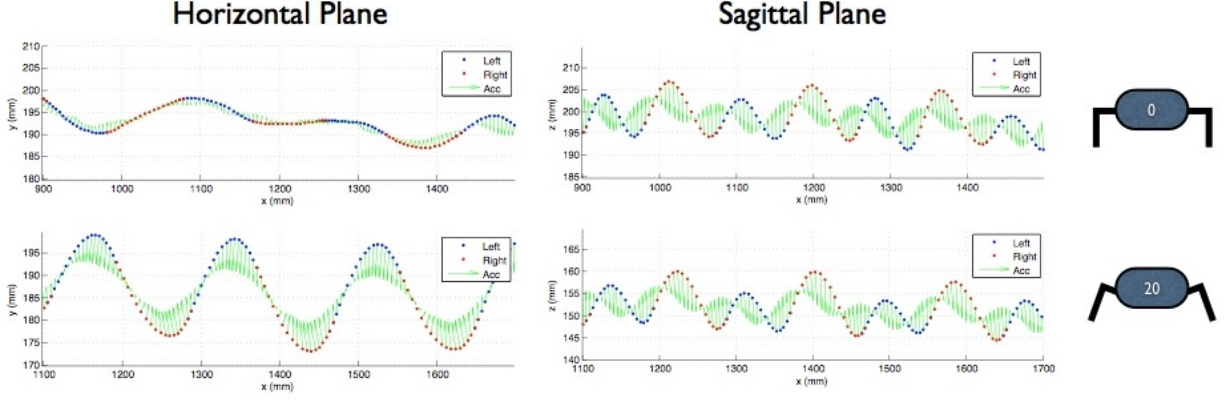 Horizontal Plane
Sagittal Plane
210
205
200
195
190
185
180
y (mm)
900
1000
1100
1200
1300
1400
x (mm)
Left
Right
Acc
210
205
200
195
190
185
z (mm)
900
1000
1100
1200
1300
1400
x (mm)
Left
Right
Acc
0
195
190
185
180
175
170
y (mm)
1100
1200
1300
1400
1500
1600
x (mm)
Left
Right
Acc
165
160
155
150
145
140
z (mm)
1100
1200
1300
1400
1500
1600
1700
x (mm)
Left
Right
Acc
20